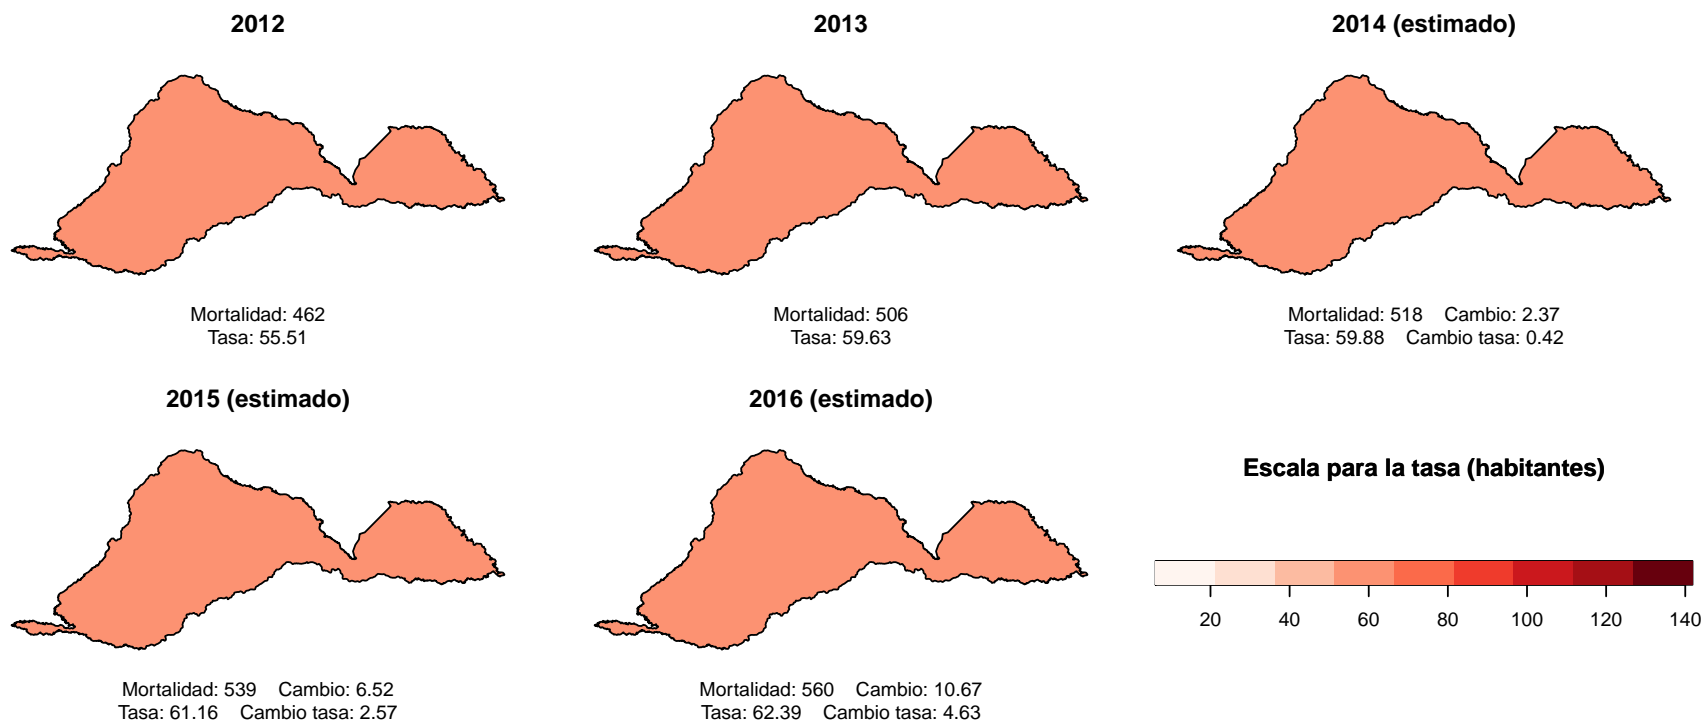 2012
Mortalidad: 462
Tasa: 55.51
2013
Mortalidad: 506
Tasa: 59.63
2014 (estimado)
Mortalidad: 518 Cambio: 2.37
Tasa: 59.88 Cambio tasa: 0.42
2015 (estimado)
Mortalidad: 539 Cambio: 6.52
Tasa: 61.16 Cambio tasa: 2.57
2016 (estimado)
Mortalidad: 560 Cambio: 10.67
Tasa: 62.39 Cambio tasa: 4.63
Escala para la tasa (habitantes)
20 40 60 80 100 120 140